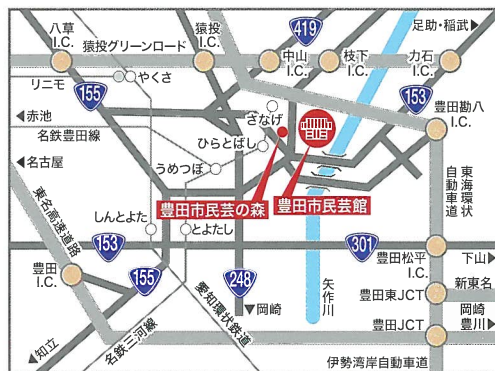 419
足助・稲武▶
八草
I.C.
猿投グリーンロード
猿投
I.C.
中山
I.C.
枝下
I.C.
力石
I.C.
リニモ
やくさ
155
153
さなげ
豊田勘八
I.C.
◀赤池
名鉄豊田線
ひらとばし
◀名古屋
うめつぼ
東海環状
自動車道
豊田市民芸の森
豊田市民芸館
東名高速道路
しんとよた
とよたし
153
301
豊田松平
I.C.
下山▶
豊田
I.C.
155
248
矢作川
豊田東JCT
新東名
▼岡崎
愛知環状鉄道
岡崎
豊川▶
豊田JCT
◀知立
名鉄三河線
伊勢湾岸自動車道